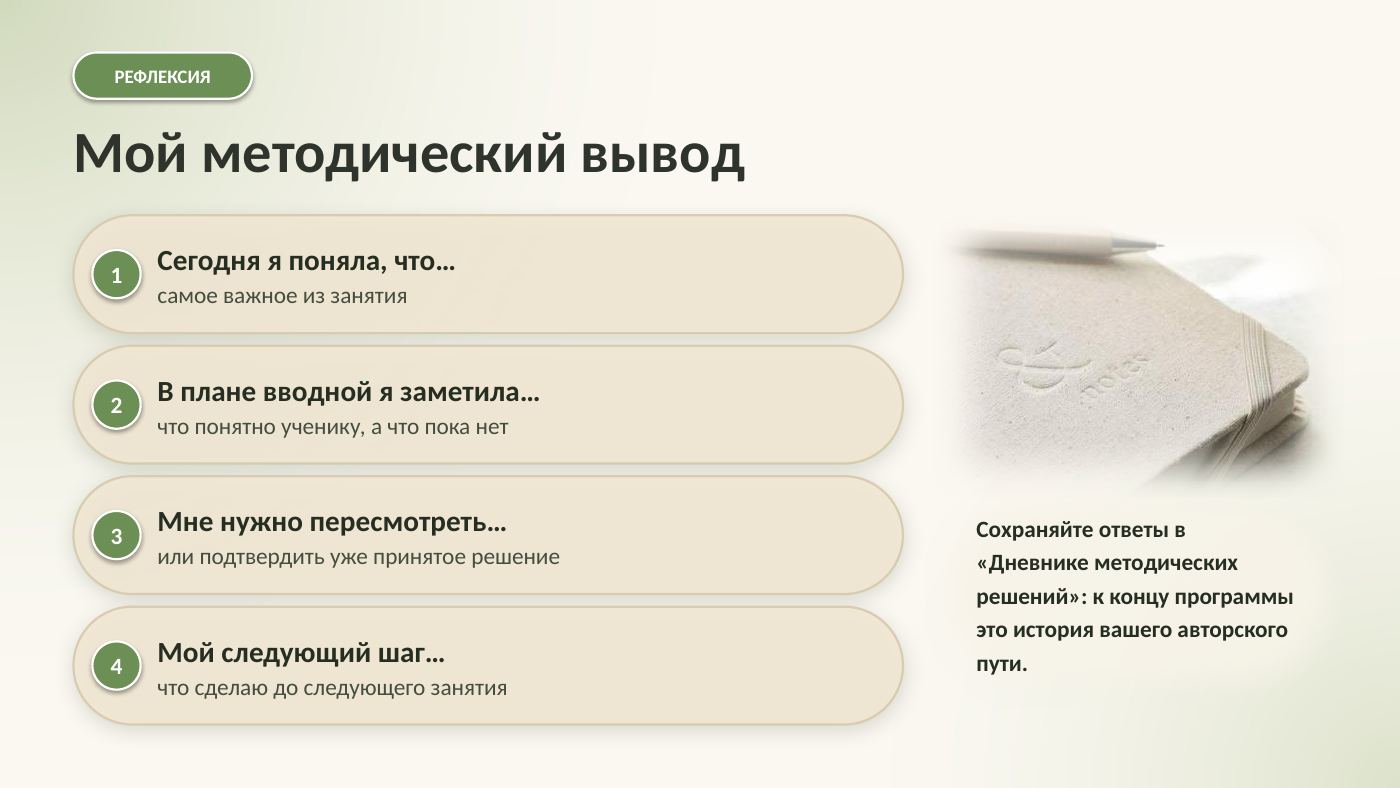 РЕФЛЕКСИЯ
Мой методический вывод
1
Сегодня я поняла, что…
самое важное из занятия
2
В плане вводной я заметила…
что понятно ученику, а что пока нет
3
Мне нужно пересмотреть…
или подтвердить уже принятое решение
4
Мой следующий шаг…
что сделаю до следующего занятия
notes
Сохраняйте ответы в
«Дневнике методических
решений»: к концу программы
это история вашего авторского
пути.